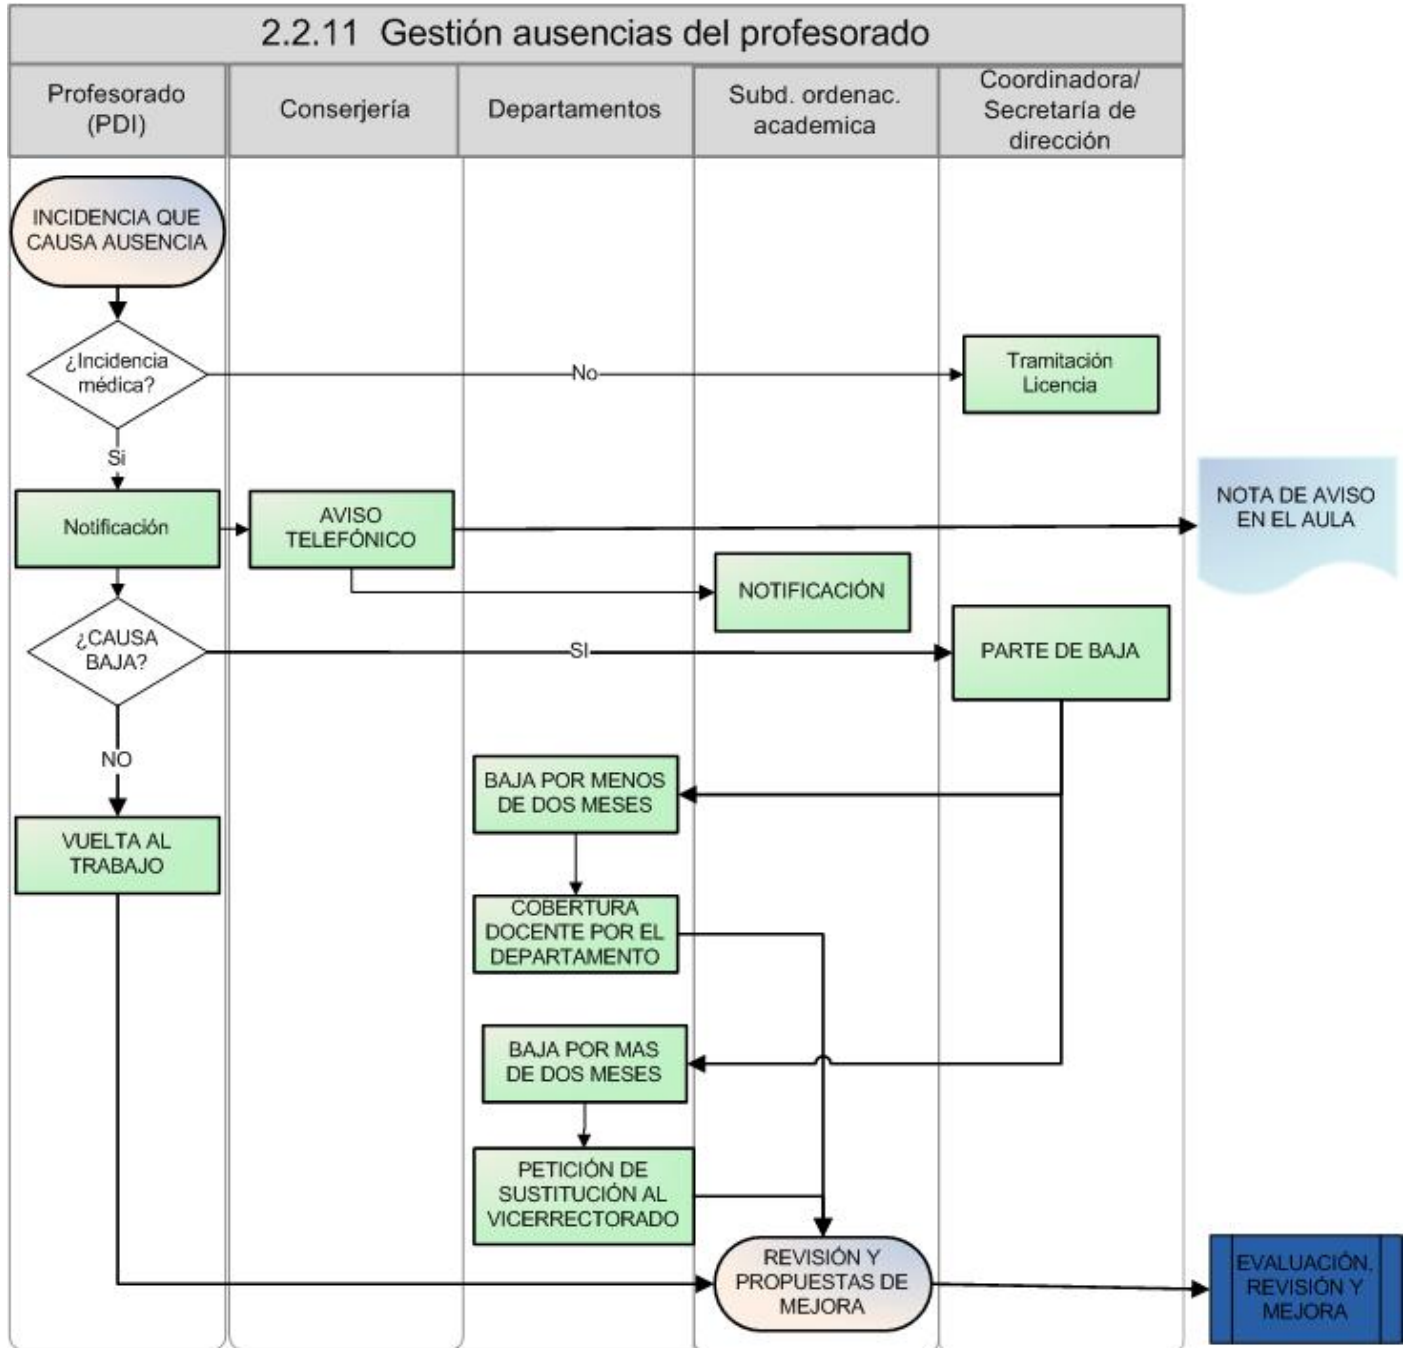 2.2.11 Gestión ausencias del profesorado
Profesorado
(PDI)
Conserjería
Departamentos
Subd. ordenac.
academica
Coordinadora/
Secretaría de
dirección
INCIDENCIA QUE
CAUSA AUSENCIA
¿Incidencia
médica?
No
Tramitación
Licencia
Si
Notificación
AVISO
TELEFÓNICO
NOTA DE AVISO
EN EL AULA
NOTIFICACIÓN
¿CAUSA
BAJA?
SI
PARTE DE BAJA
NO
BAJA POR MENOS
DE DOS MESES
VUELTA AL
TRABAJO
COBERTURA
DOCENTE POR EL
DEPARTAMENTO
BAJA POR MAS
DE DOS MESES
PETICIÓN DE
SUSTITUCIÓN AL
VICERRECTORADO
REVISIÓN Y
PROPUESTAS DE
MEJORA
EVALUACIÓN,
REVISIÓN Y
MEJORA